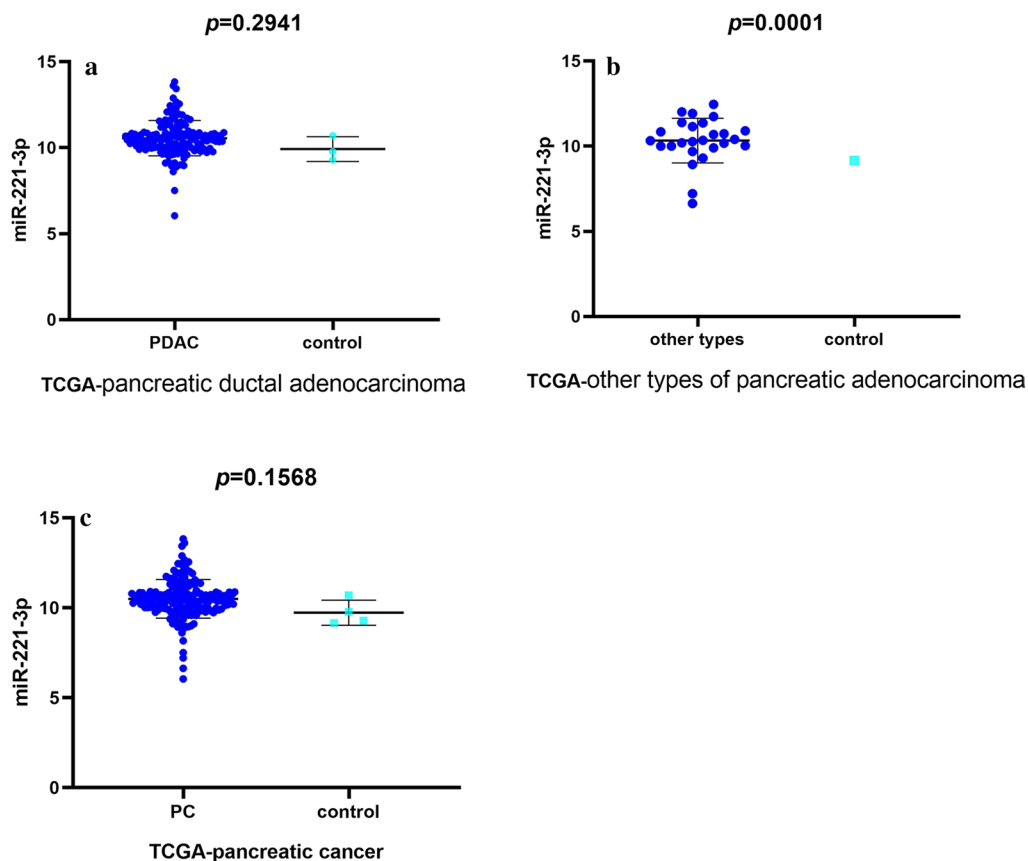 p=0.2941
a
15
10
5
0
miR-221-3p
PDAC control
TCGA-pancreatic ductal adenocarcinoma
p=0.0001
b
15
10
5
0
miR-221-3p
other types control
TCGA-other types of pancreatic adenocarcinoma
p=0.1568
c
15
10
5
0
miR-221-3p
PC control
TCGA-pancreatic cancer